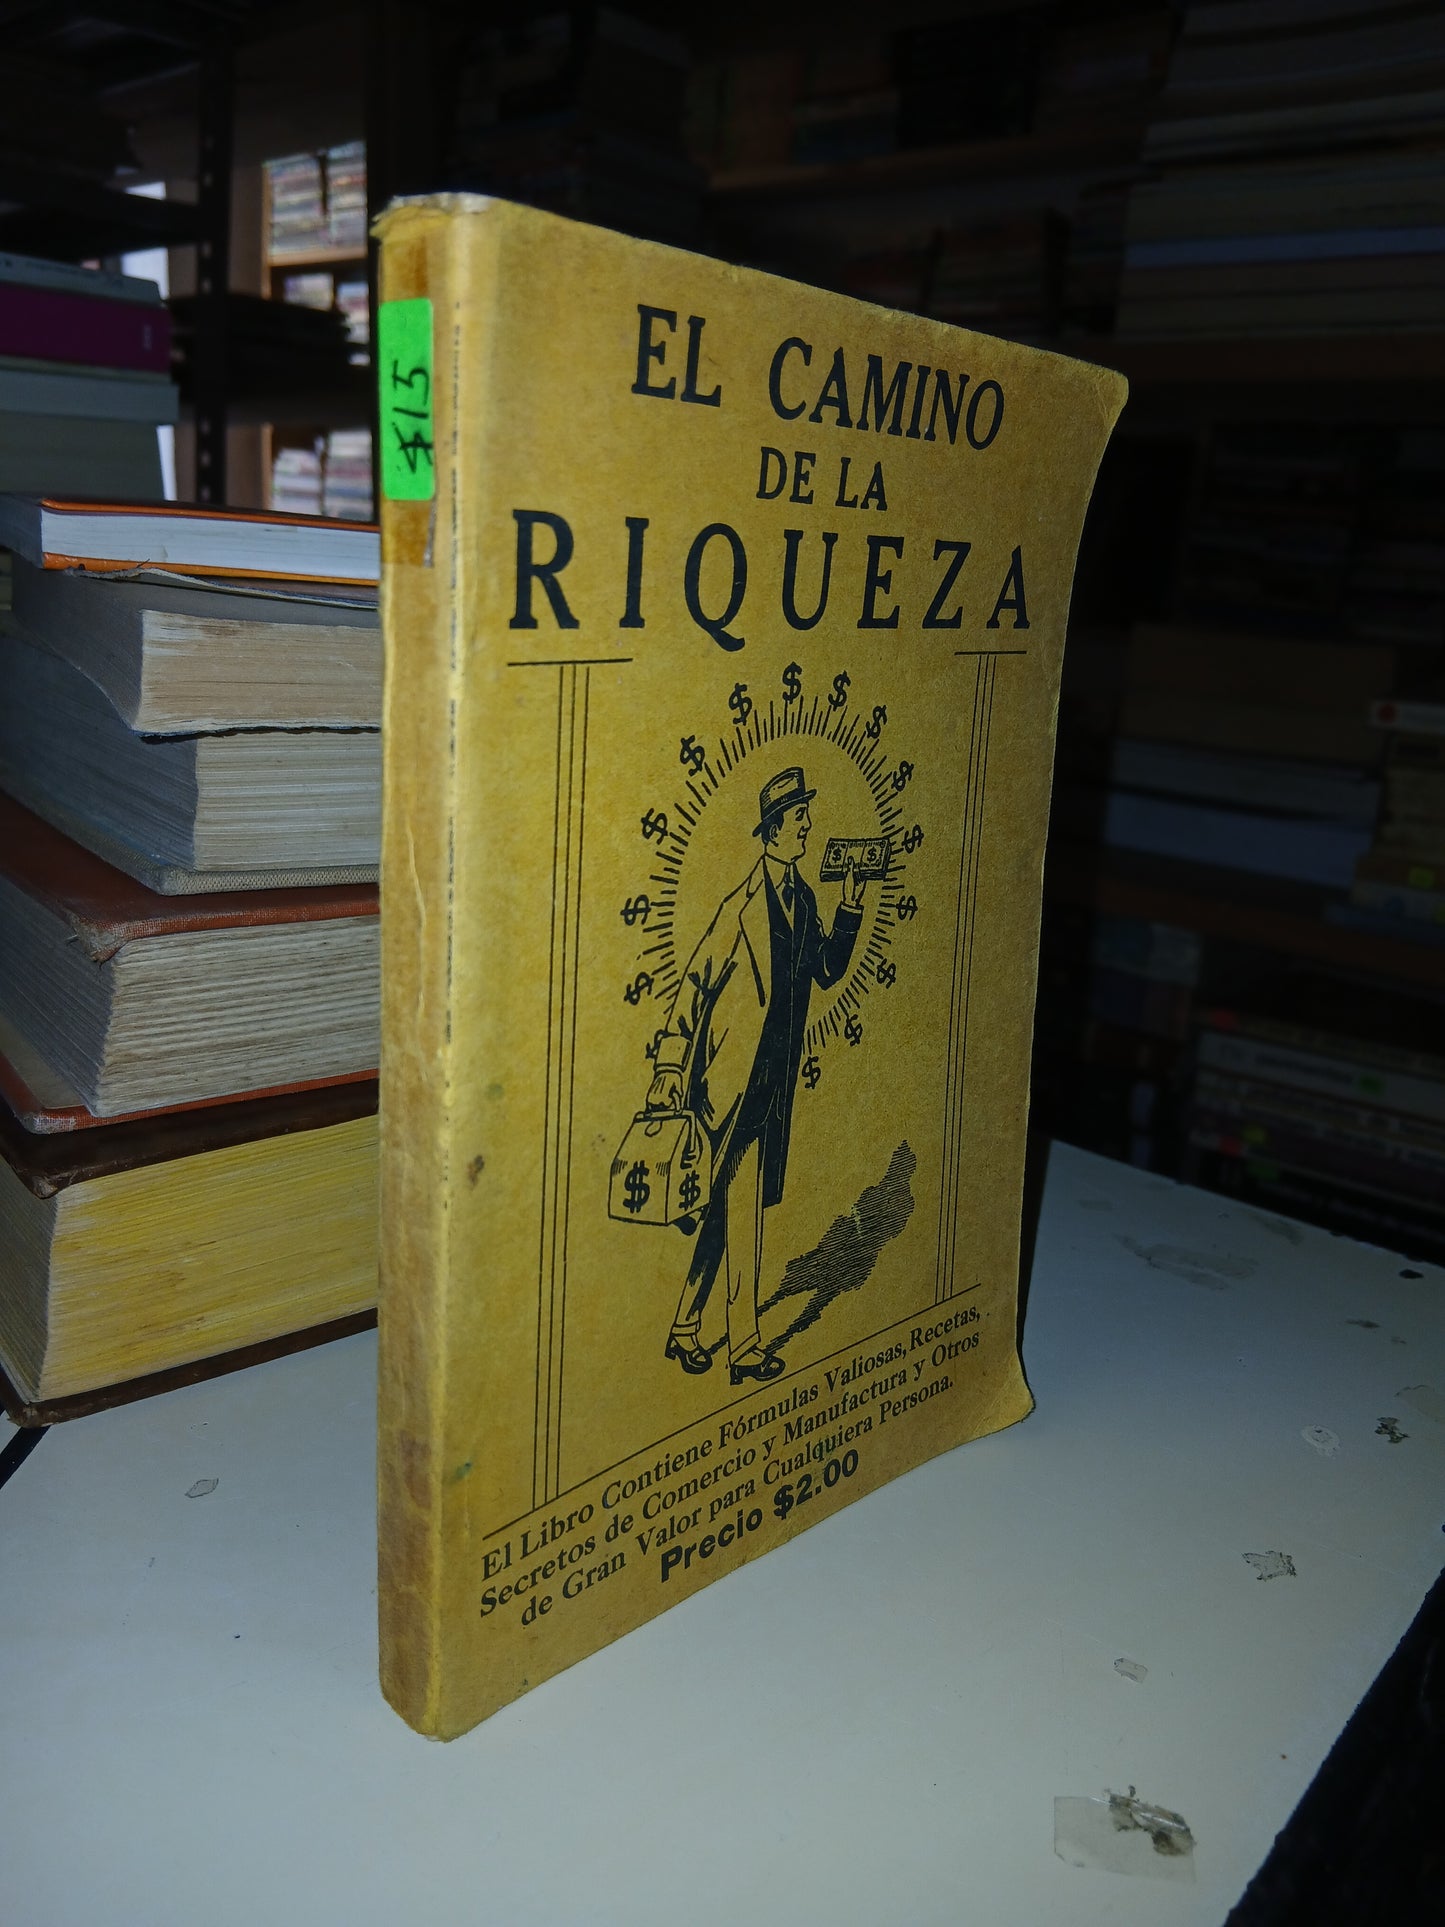 $15
EL CAMINO
DE LA
RIQUEZA
$ $ $ $ $ $ $ $ $ $ $ $ $ $
$ $
$ $
El Libro Contiene Fórmulas Valiosas, Recetas,
Secretos de Comercio y Manufactura y Otros
de Gran Valor para Cualquiera Persona.
Precio $2.00